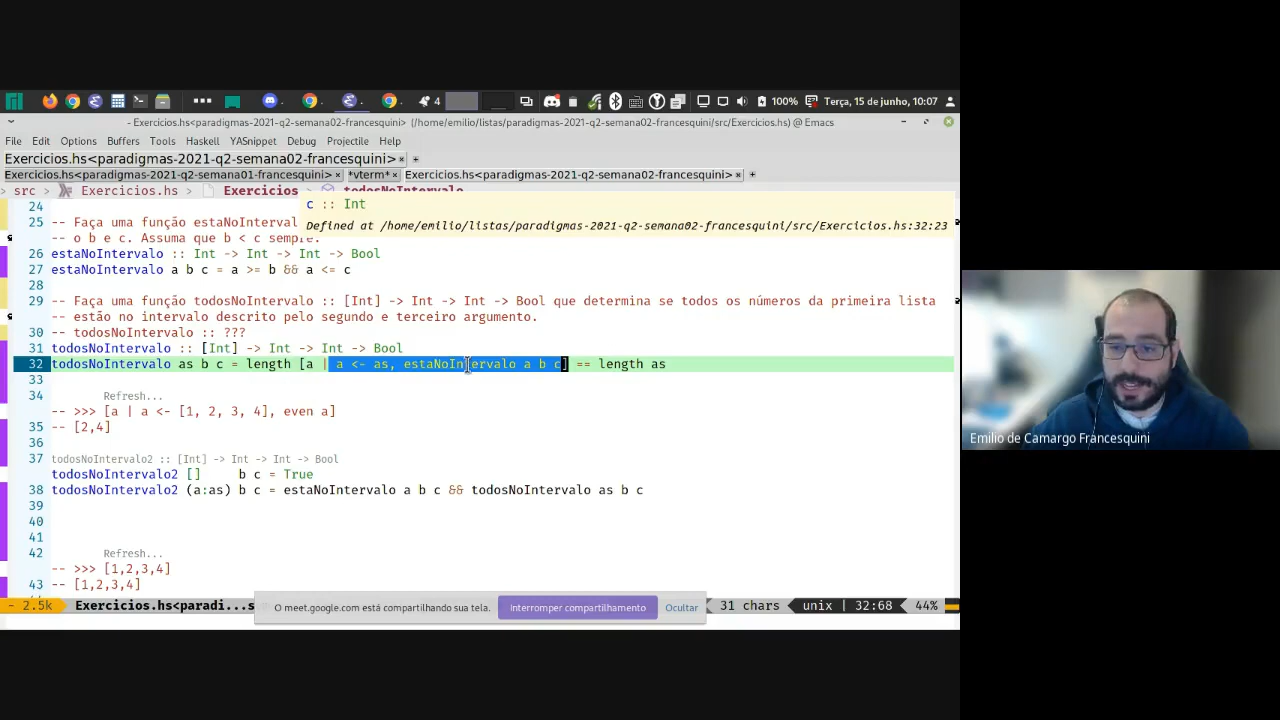 4
100%
Terça, 15 de junho, 10:07
- Exercicios.hs<paradigmas-2021-q2-semana02-francesquini> (/home/emilio/listas/paradigmas-2021-q2-semana02-francesquini/src/Exercicios.hs) @ Emacs
File Edit Options Buffers Tools Haskell YASnippet Debug Projectile Help
Exercicios.hs<paradigmas-2021-q2-semana02-francesquini> × +
Exercicios.hs<paradigmas-2021-q2-semana01-francesquini> × *vterm* × Exercicios.hs<paradigmas-2021-q2-semana02-francesquini> × +
> src > Exercicios.hs > Exercicios > todosNoIntervalo
c :: Int
Defined at /home/emilio/listas/paradigmas-2021-q2-semana02-francesquini/src/Exercicios.hs:32:23
24
25 -- Faça uma função estaNoInterval
-- o b e c. Assuma que b < c sempre.
26 estaNoIntervalo :: Int -> Int -> Int -> Bool
27 estaNoIntervalo a b c = a >= b && a <= c
28
29 -- Faça uma função todosNoIntervalo :: [Int] -> Int -> Int -> Bool que determina se todos os números da primeira lista
-- estão no intervalo descrito pelo segundo e terceiro argumento.
30 -- todosNoIntervalo :: ???
31 todosNoIntervalo :: [Int] -> Int -> Int -> Bool
32 todosNoIntervalo as b c = length [a | a <- as, estaNoIntervalo a b c] == length as
33
Refresh...
34 -- >>> [a | a <- [1, 2, 3, 4], even a]
35 -- [2,4]
36
37 todosNoIntervalo2 :: [Int] -> Int -> Int -> Bool
todosNoIntervalo2 [] b c = True
38 todosNoIntervalo2 (a:as) b c = estaNoIntervalo a b c && todosNoIntervalo as b c
39
40
41
Refresh...
42 -- >>> [1,2,3,4]
43 -- [1,2,3,4]
- 2.5k Exercicios.hs<paradi...s 31 chars unix | 32:68 44%
O meet.google.com está compartilhando sua tela. Interromper compartilhamento Ocultar
Emilio de Camargo Francesquini